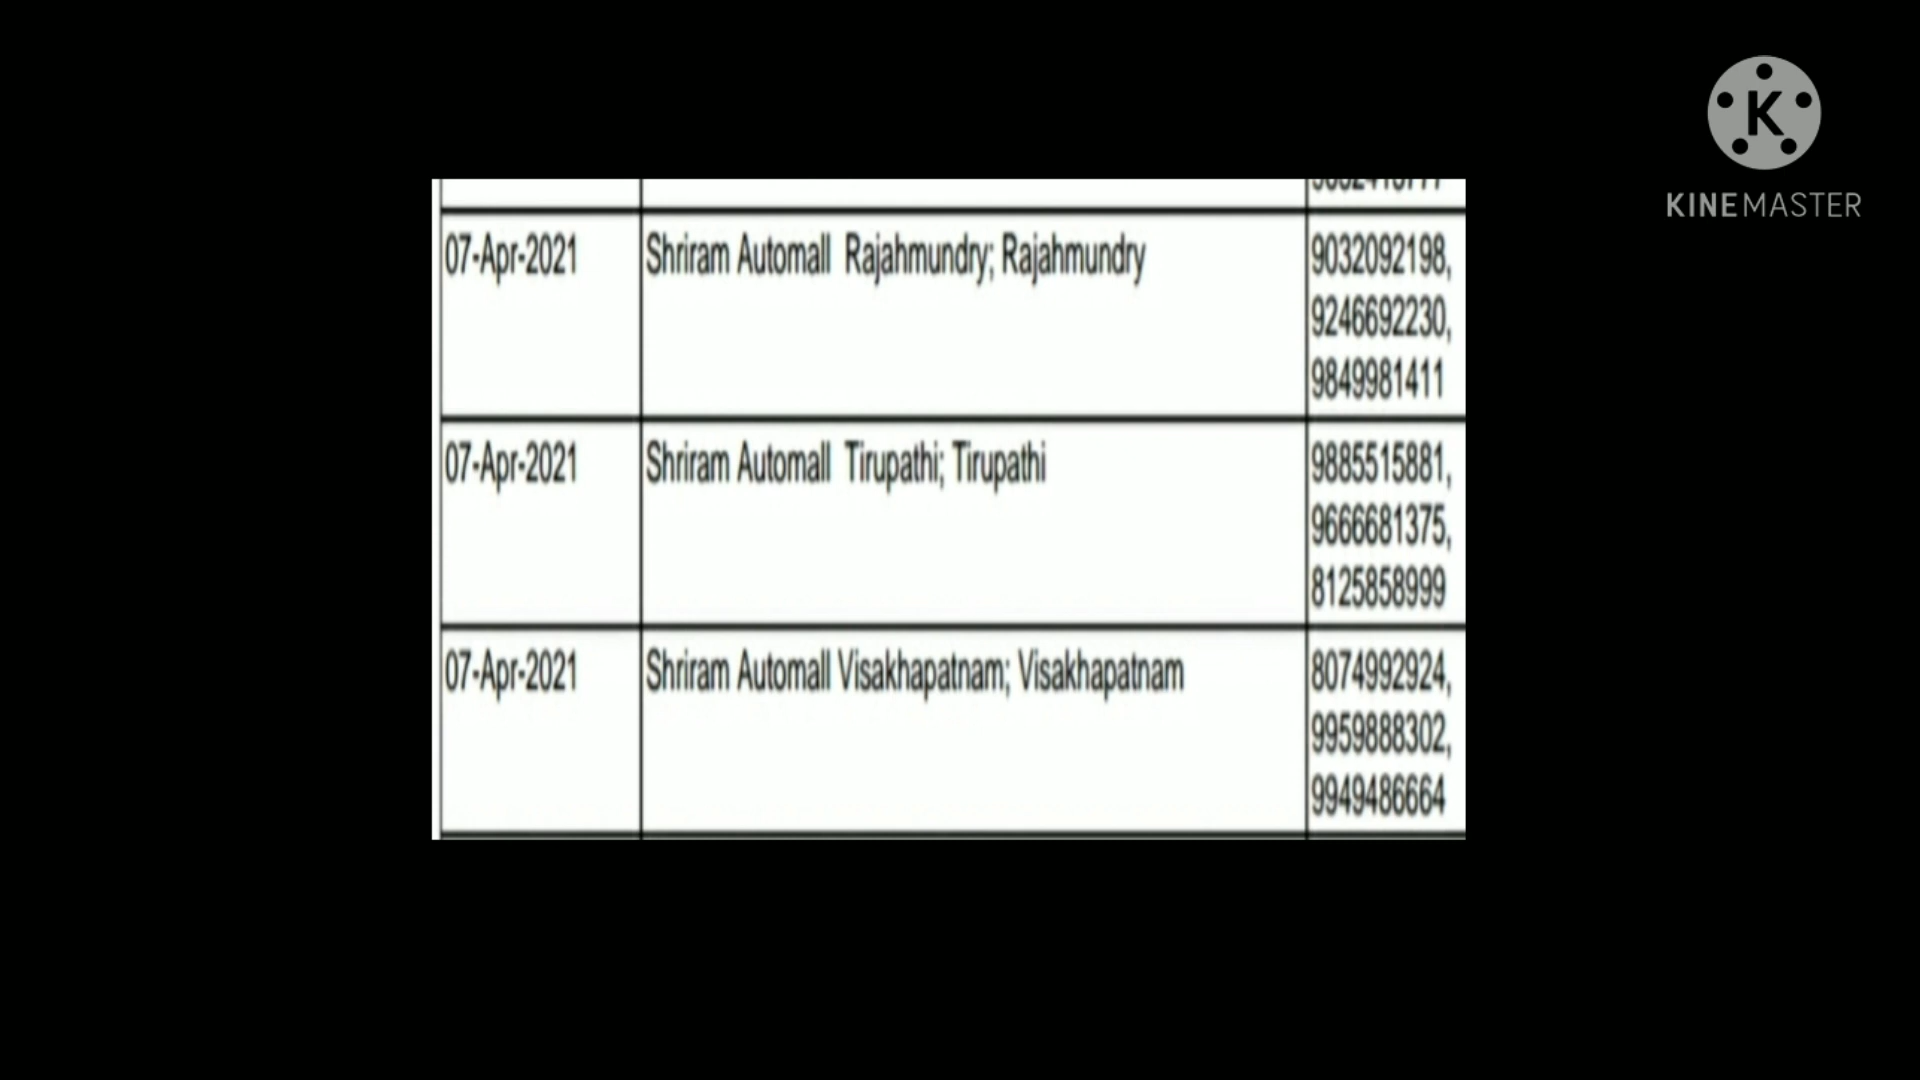 KINEMASTER
07-Apr-2021 Shriram Automall Rajahmundry; Rajahmundry 9032092198,
9246692230,
9849981411
07-Apr-2021 Shriram Automall Tirupathi; Tirupathi 9885515881,
9666681375,
8125858999
07-Apr-2021 Shriram Automall Visakhapatnam; Visakhapatnam 8074992924,
9959888302,
9949486664